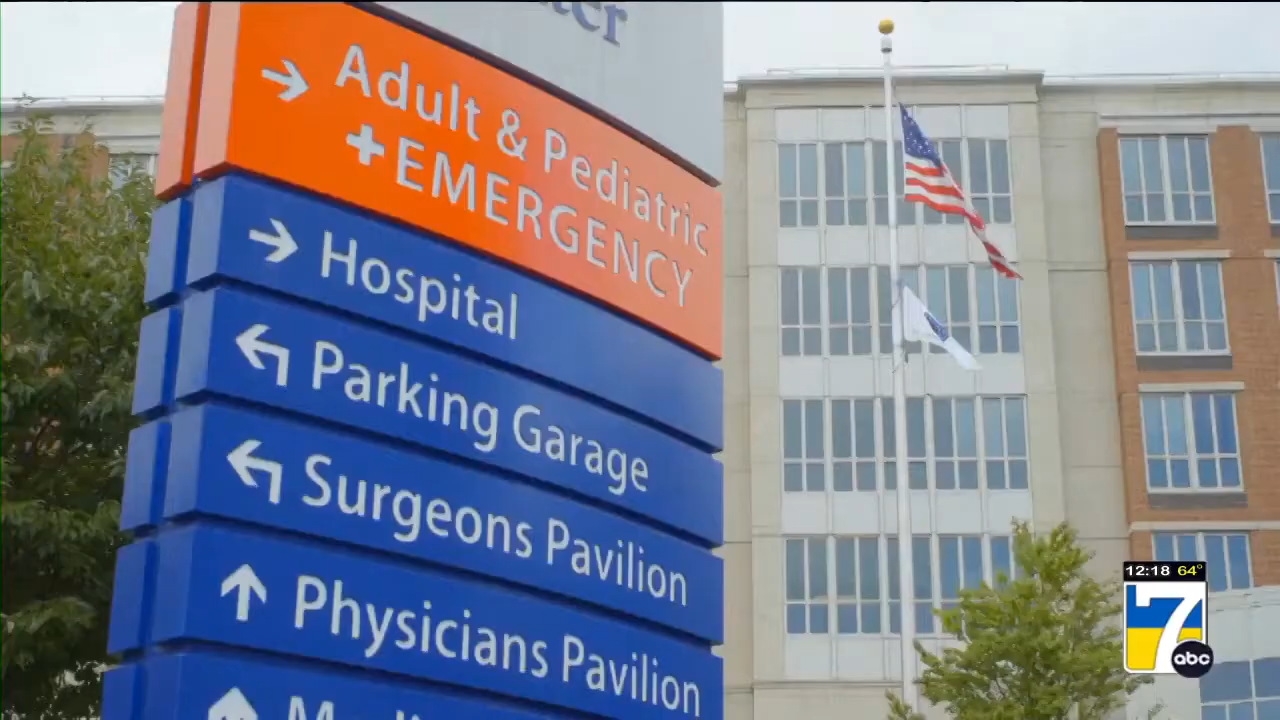 Adult & Pediatric
+EMERGENCY
Hospital
Parking Garage
Surgeons Pavilion
Physicians Pavilion
12:18 64°
7
abc